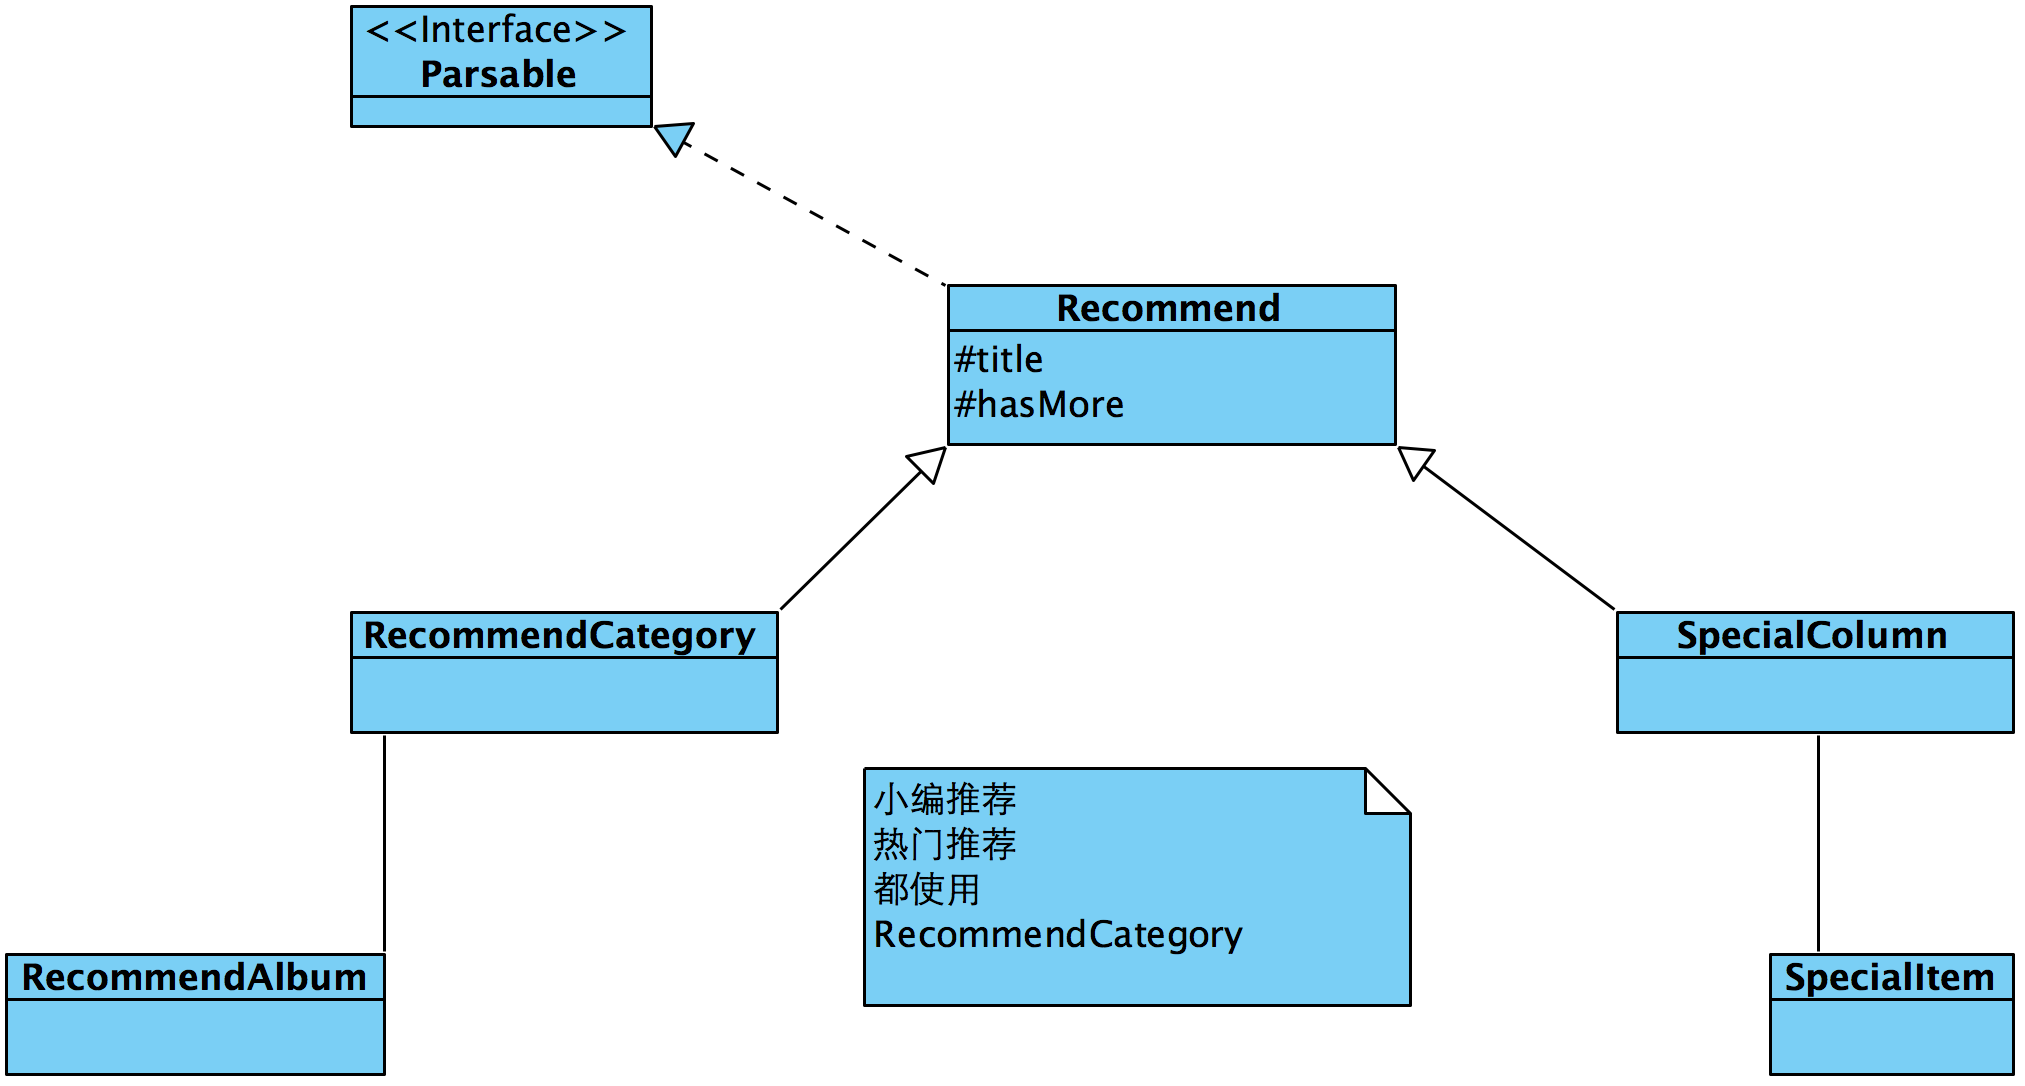 <<Interface>>
Parsable
Recommend
#title
#hasMore
RecommendCategory
SpecialColumn
小编推荐
热门推荐
都使用
RecommendCategory
RecommendAlbum
SpecialItem